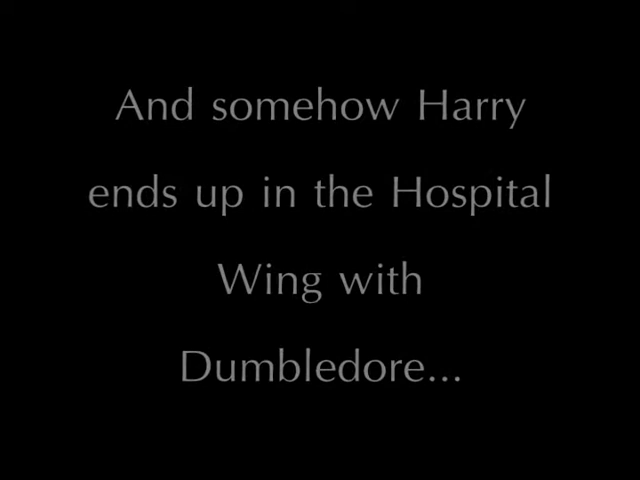 And somehow Harry
ends up in the Hospital
Wing with
Dumbledore...